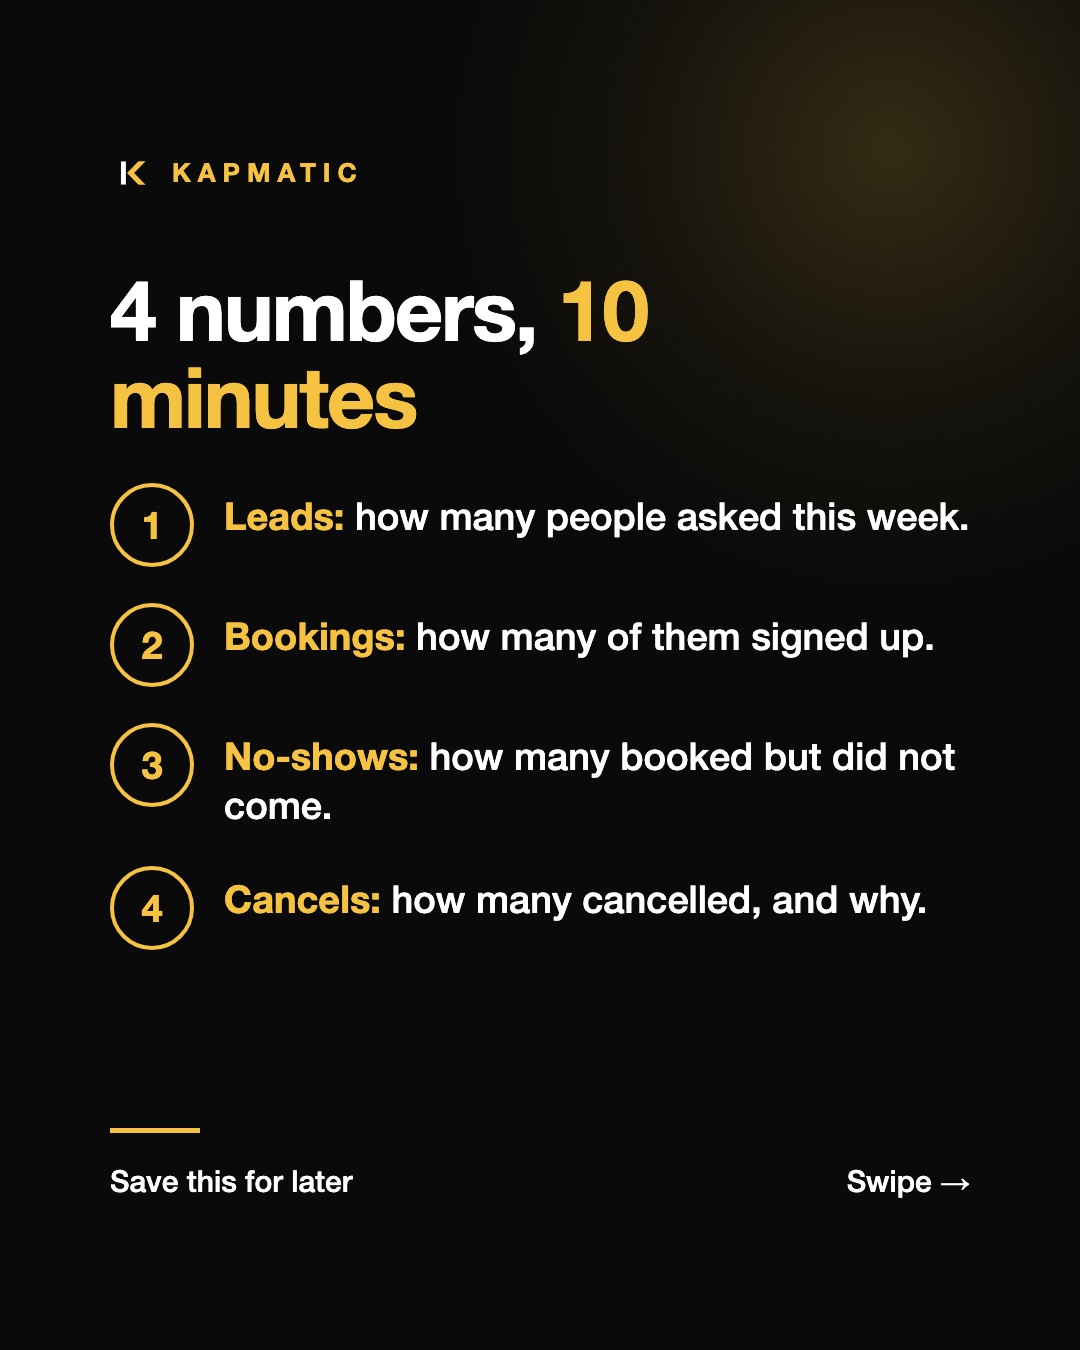 KAPMATIC
4 numbers, 10
minutes
1
Leads: how many people asked this week.
2
Bookings: how many of them signed up.
3
No-shows: how many booked but did not
come.
4
Cancels: how many cancelled, and why.
Save this for later
Swipe →